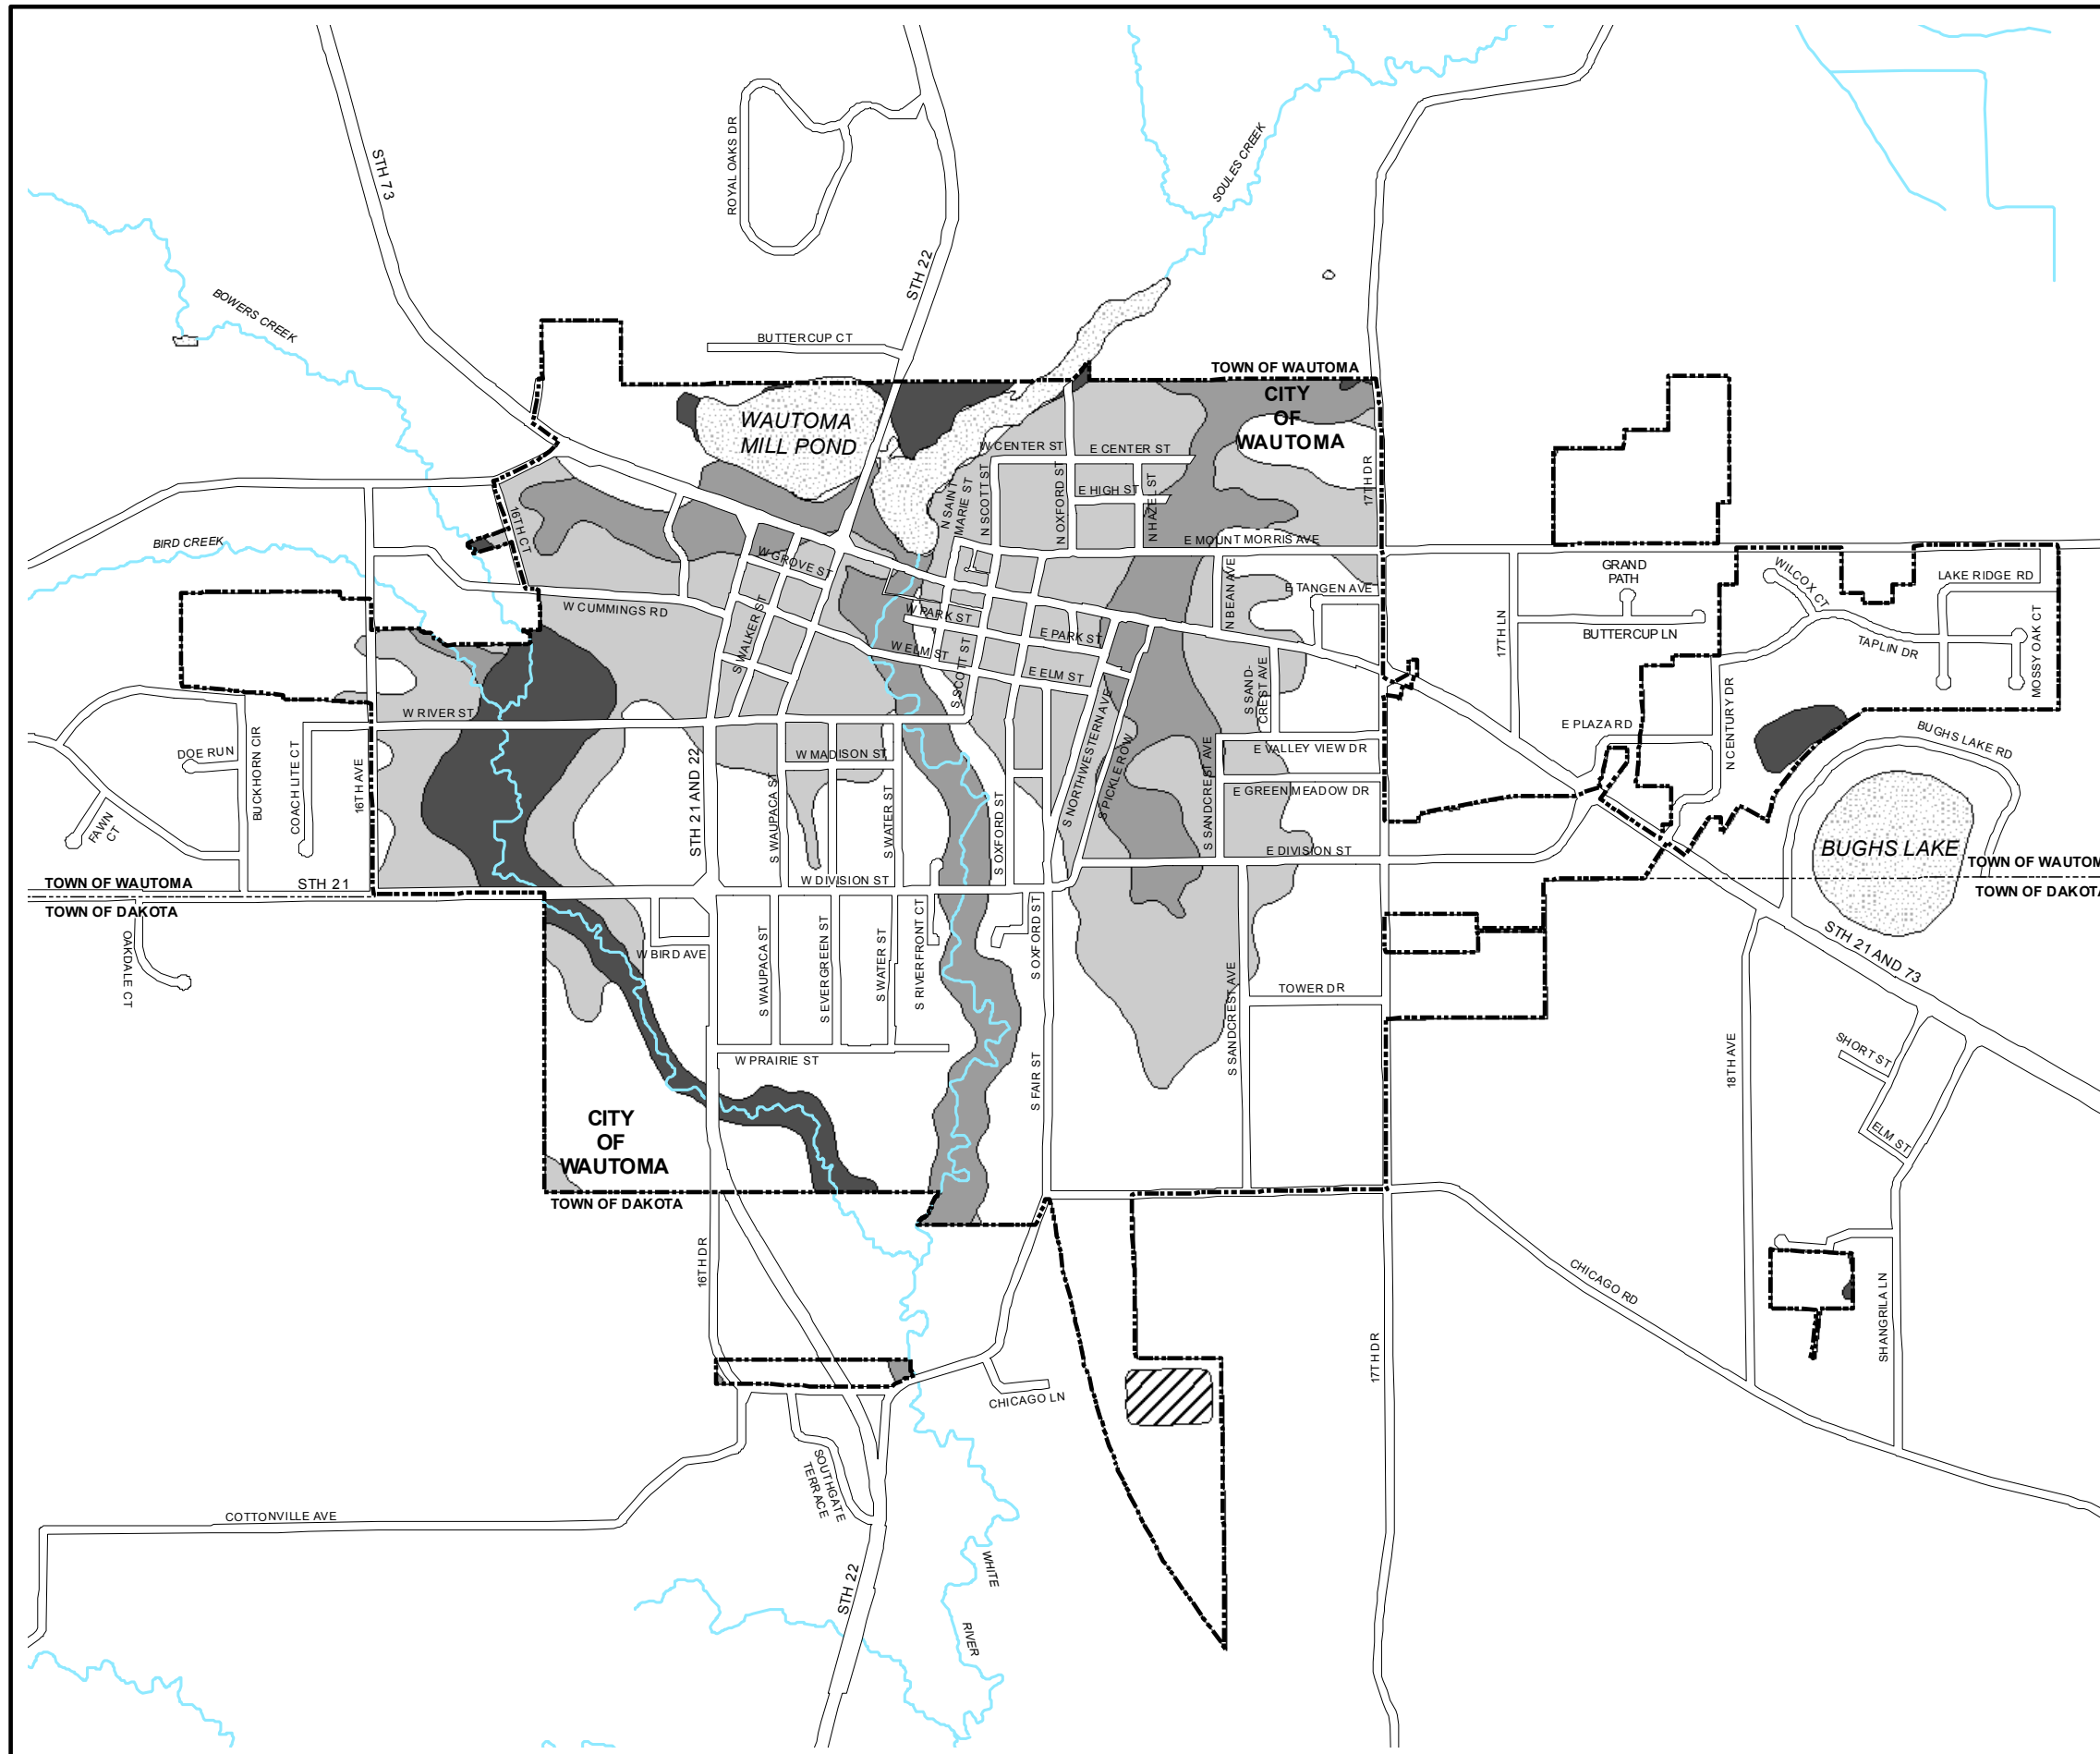 STH 73
ROYAL OAKS DR
STH 22
SOULES CREEK
BOWERS CREEK
BUTTERCUP CT
TOWN OF WAUTOMA
CITY
OF
WAUTOMA
WAUTOMA
MILL POND
W CENTER ST
E CENTER ST
E HIGH ST
N SAINT
MARIE ST
N SCOTT ST
N OXFORD ST
N HAZEL ST
17TH DR
16TH CT
BIRD CREEK
E MOUNT MORRIS AVE
W GROVE ST
W CUMMINGS RD
W PARK ST
E PARK ST
W ELM ST
E ELM ST
S WALKER ST
S SCOTT ST
N BEAN AVE
E TANGEN AVE
S SAND-
CREST AVE
GRAND
PATH
BUTTERCUP LN
17TH LN
WILCOX CT
LAKE RIDGE RD
TAPLIN DR
MOSSY OAK CT
N CENTURY DR
E PLAZA RD
BUGHS LAKE RD
W RIVER ST
DOE RUN
BUCKHORN CIR
COACHLITE CT
16TH AVE
FAWN
CT
STH 21 AND 22
W MADISON ST
S WAUPACA ST
S WATER ST
S OXFORD ST
S NORTHWESTERN AVE
S PICKLE ROW
S SANDCREST AVE
E VALLEY VIEW DR
E GREEN MEADOW DR
E DIVISION ST
W DIVISION ST
BUGHS LAKE
TOWN OF WAUTOMA
STH 21
TOWN OF DAKOTA
TOWN OF WAUTOM
TOWN OF DAKOTA
OAKDALE CT
W BIRD AVE
S WAUPACA ST
S EVERGREEN ST
S WATER ST
S RIVERFRONT CT
S OXFORD ST
STH 21 AND 73
S SANDCREST AVE
TOWER DR
W PRAIRIE ST
S FAIR ST
18TH AVE
SHORT ST
ELM ST
CITY
OF
WAUTOMA
TOWN OF DAKOTA
16TH DR
CHICAGO RD
SHANGRILA LN
17TH DR
CHICAGO LN
SOUTHGATE
TERRACE
COTTONVILLE AVE
STH 22
WHITE
RIVER